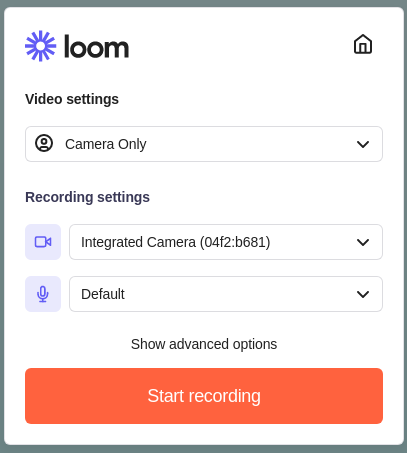 loom
Video settings
Camera Only
Recording settings
Integrated Camera (04f2:b681)
Default
Show advanced options
Start recording